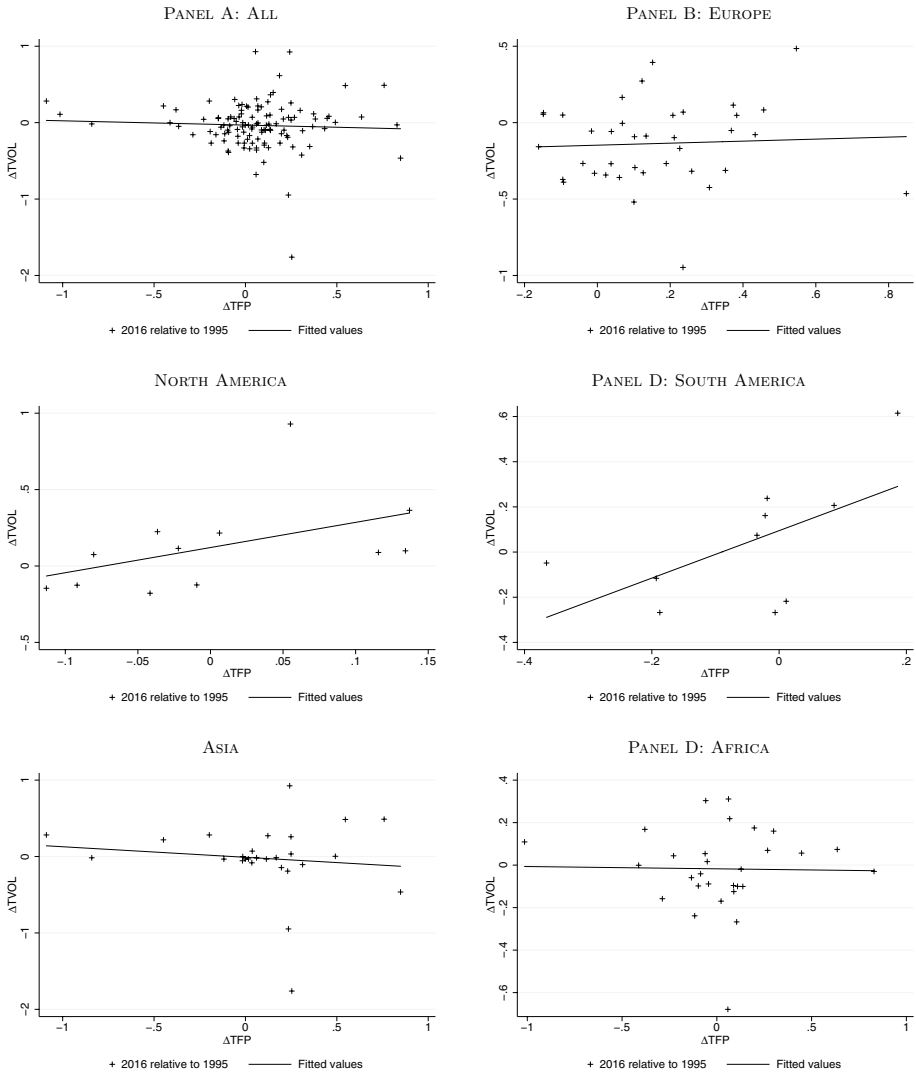 PANEL A: ALL
1
0
−1
−2
ΔTVOL
−1
−.5
0
.5
1
ΔTFP
2016 relative to 1995
Fitted values
PANEL B: EUROPE
.5
0
−.5
−1
ΔTVOL
−.2
0
.2
.4
.6
.8
ΔTFP
2016 relative to 1995
Fitted values
NORTH AMERICA
1
.5
0
−.5
ΔTVOL
−.1
−.05
0
.05
.1
.15
ΔTFP
2016 relative to 1995
Fitted values
PANEL D: SOUTH AMERICA
.6
.4
.2
0
−.2
−.4
ΔTVOL
−.4
−.2
0
.2
ΔTFP
2016 relative to 1995
Fitted values
ASIA
1
0
−1
−2
ΔTVOL
−1
−.5
0
.5
1
ΔTFP
2016 relative to 1995
Fitted values
PANEL D: AFRICA
.4
.2
0
−.2
−.4
−.6
ΔTVOL
−1
−.5
0
.5
1
ΔTFP
2016 relative to 1995
Fitted values